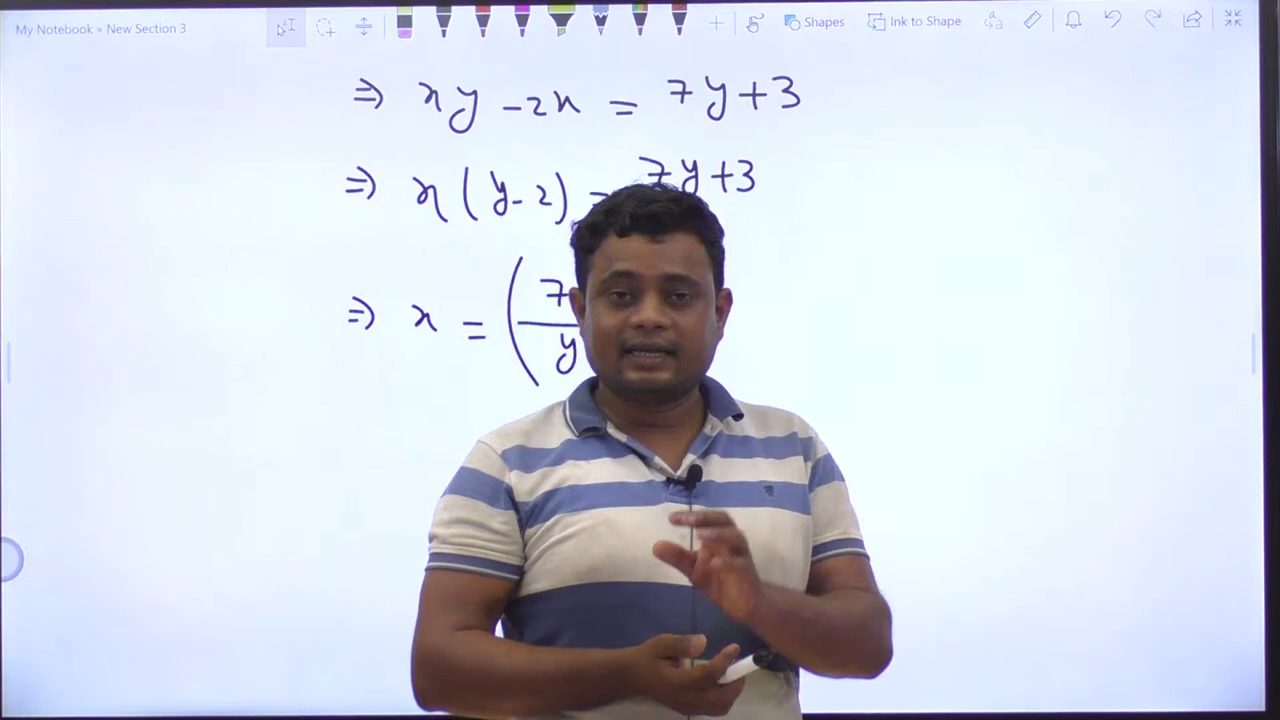 My Notebook » New Section 3
Shapes
Ink to Shape
⇒ xy - 2x = 7y + 3
⇒ x(y - 2) = 7y + 3
⇒ x = ( 7
y